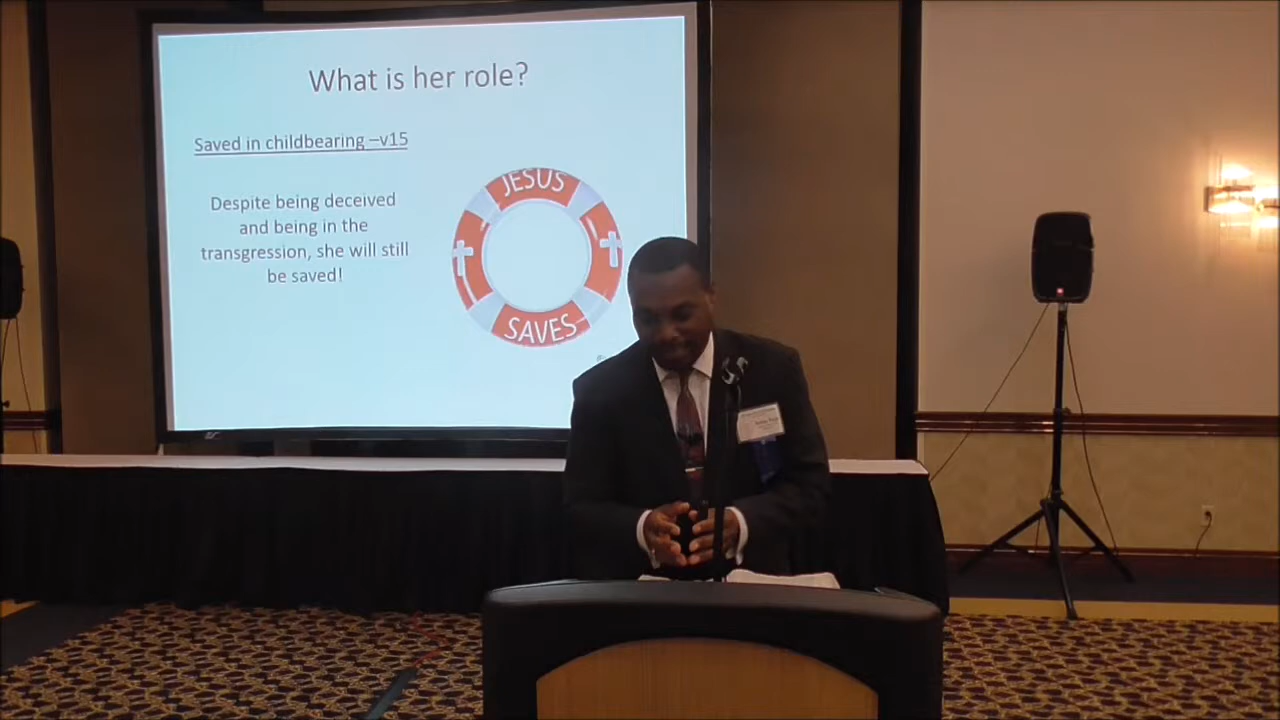 What is her role?
Saved in childbearing –v15
Despite being deceived
and being in the
transgression, she will still
be saved!
JESUS
SAVES